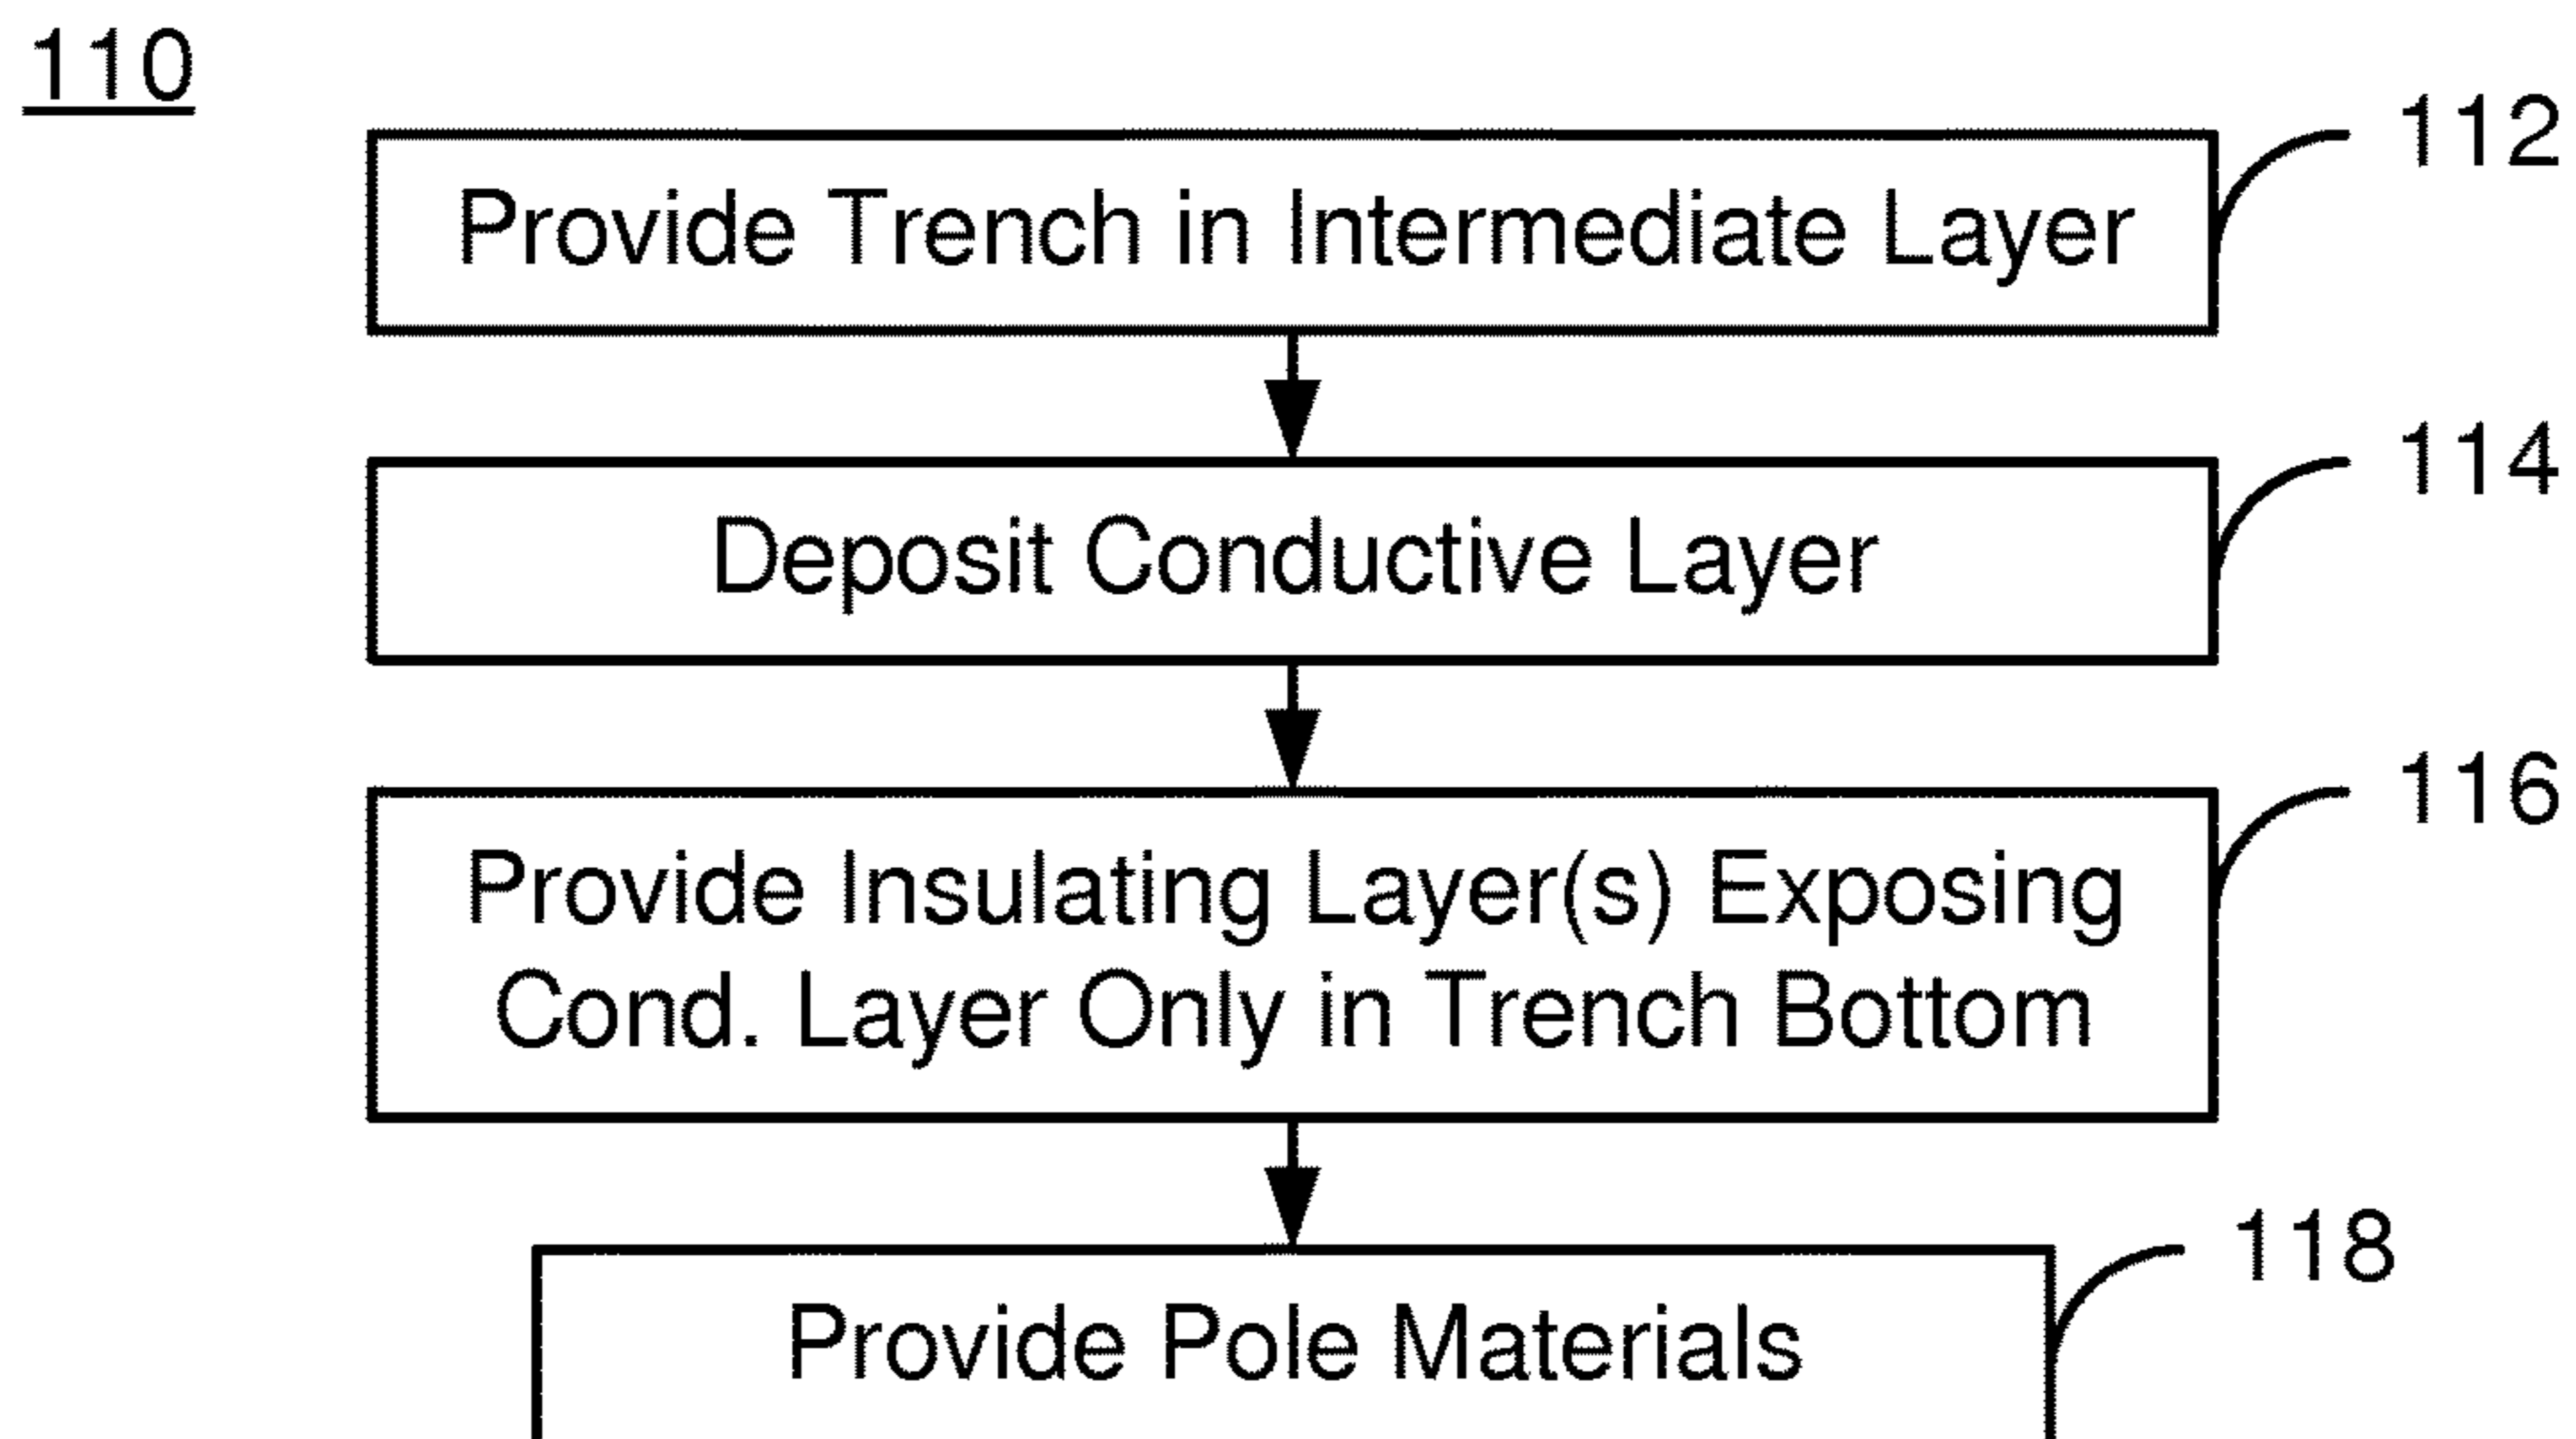 110
112
Provide Trench in Intermediate Layer
114
Deposit Conductive Layer
116
Provide Insulating Layer(s) Exposing
Cond. Layer Only in Trench Bottom
118
Provide Pole Materials